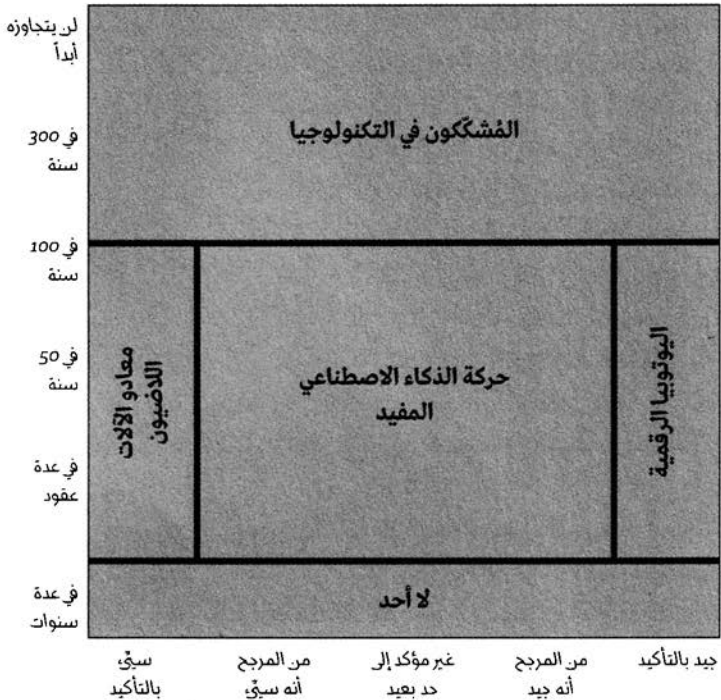 لن يتجاوزه
أبداً
المُشكّكون في التكنولوجيا
في 300
سنة
في 100
سنة
معادو الآلات
اللاضيون
حركة الذكاء الاصطناعي
المفيد
اليوتوبيا الرقمية
في 50
سنة
في عدة
عقود
لا أحد
في عدة
سنوات
سيّئ
بالتأكيد
من المرجح
أنه سيّئ
غير مؤكد إلى
حد بعيد
من المرجح
أنه جيد
جيد بالتأكيد